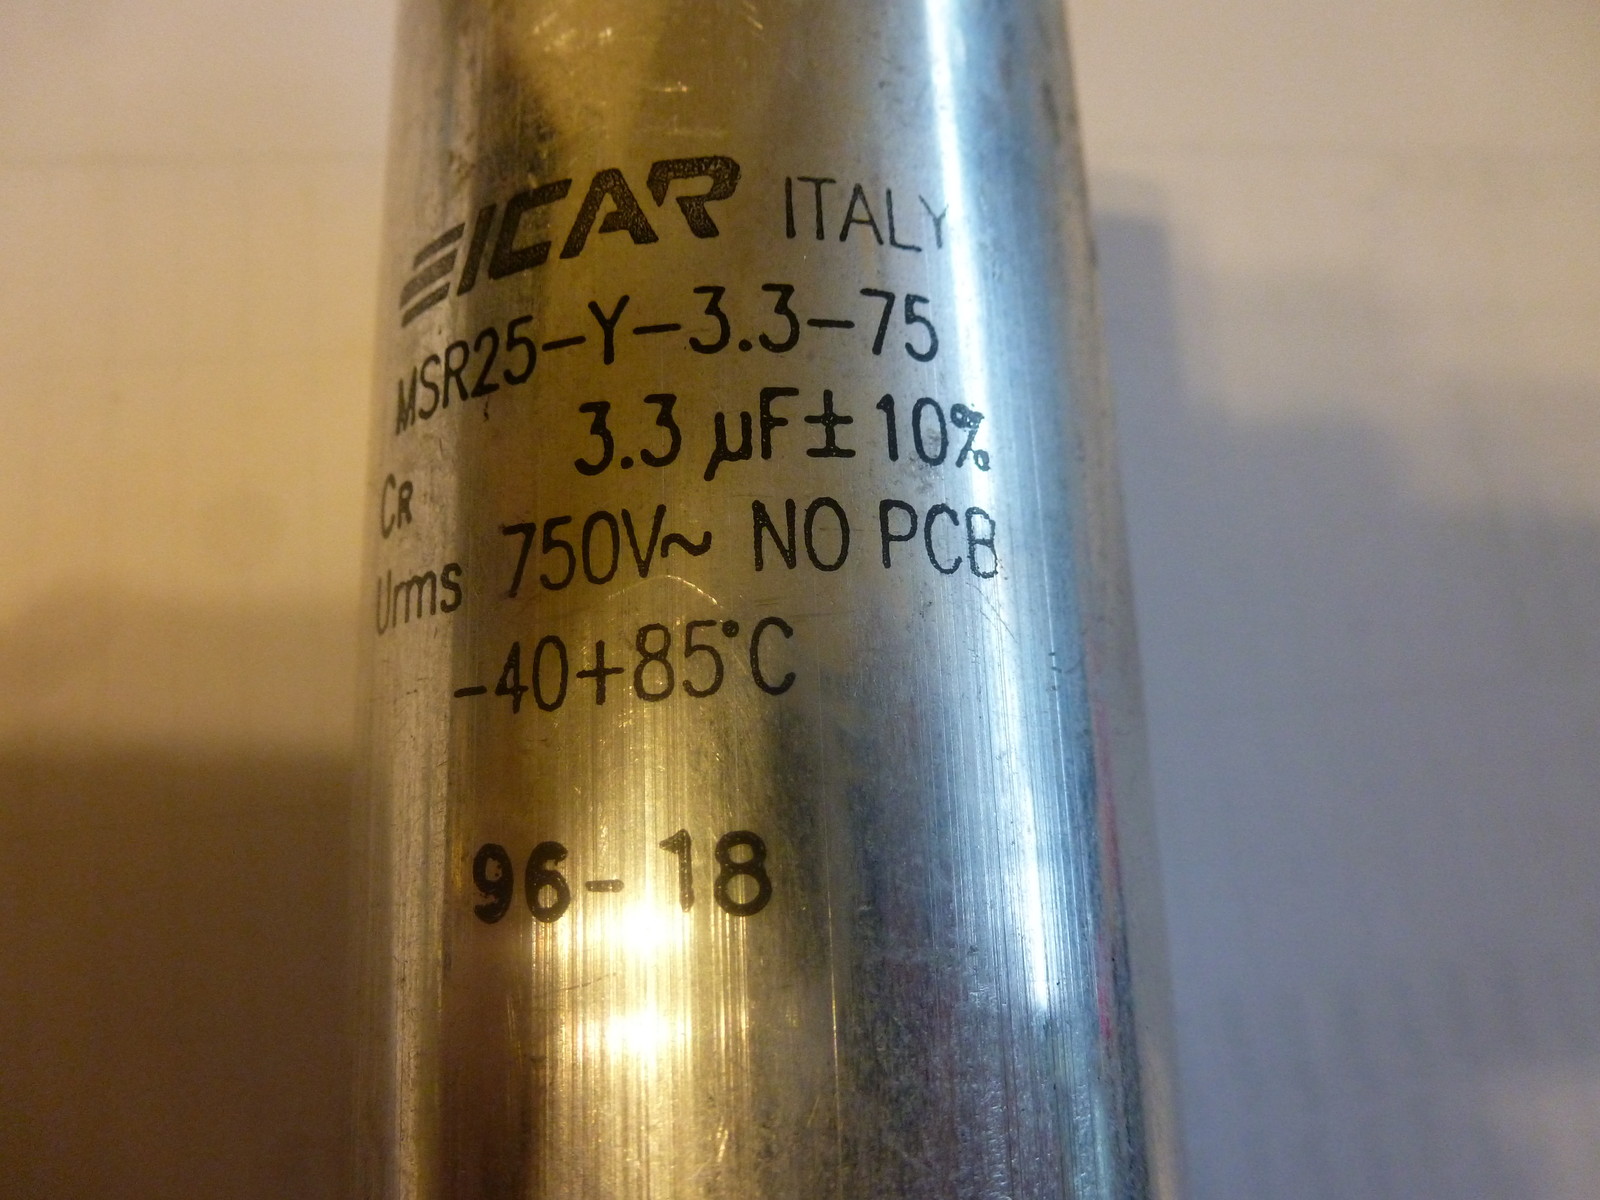 ICAR ITALY
MSR25-Y-3.3-75
CR 3.3 µF±10%
Urms 750V~ NO PCB
-40+85°C
96-18